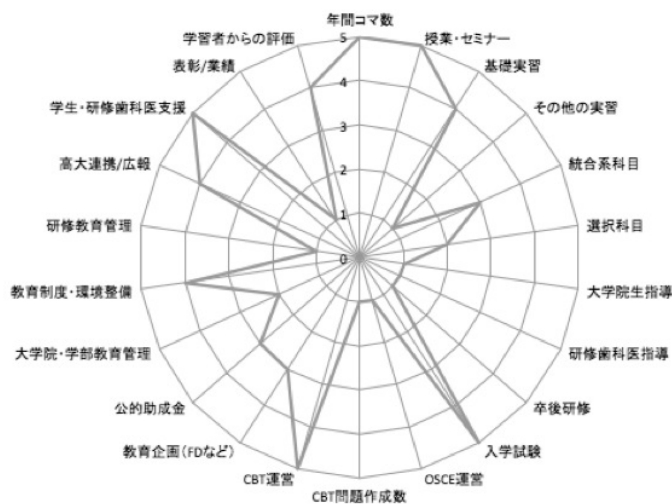 年間コマ数
授業・セミナー
基礎実習
その他の実習
統合系科目
選択科目
大学院生指導
研修歯科医指導
卒後研修
入学試験
OSCE運営
CBT問題作成数
CBT運営
教育企画(FDなど)
公的助成金
大学院・学部教育管理
教育制度・環境整備
研修教育管理
高大連携/広報
学生・研修歯科医支援
表彰/業績
学習者からの評価
5
4
3
2
1
0